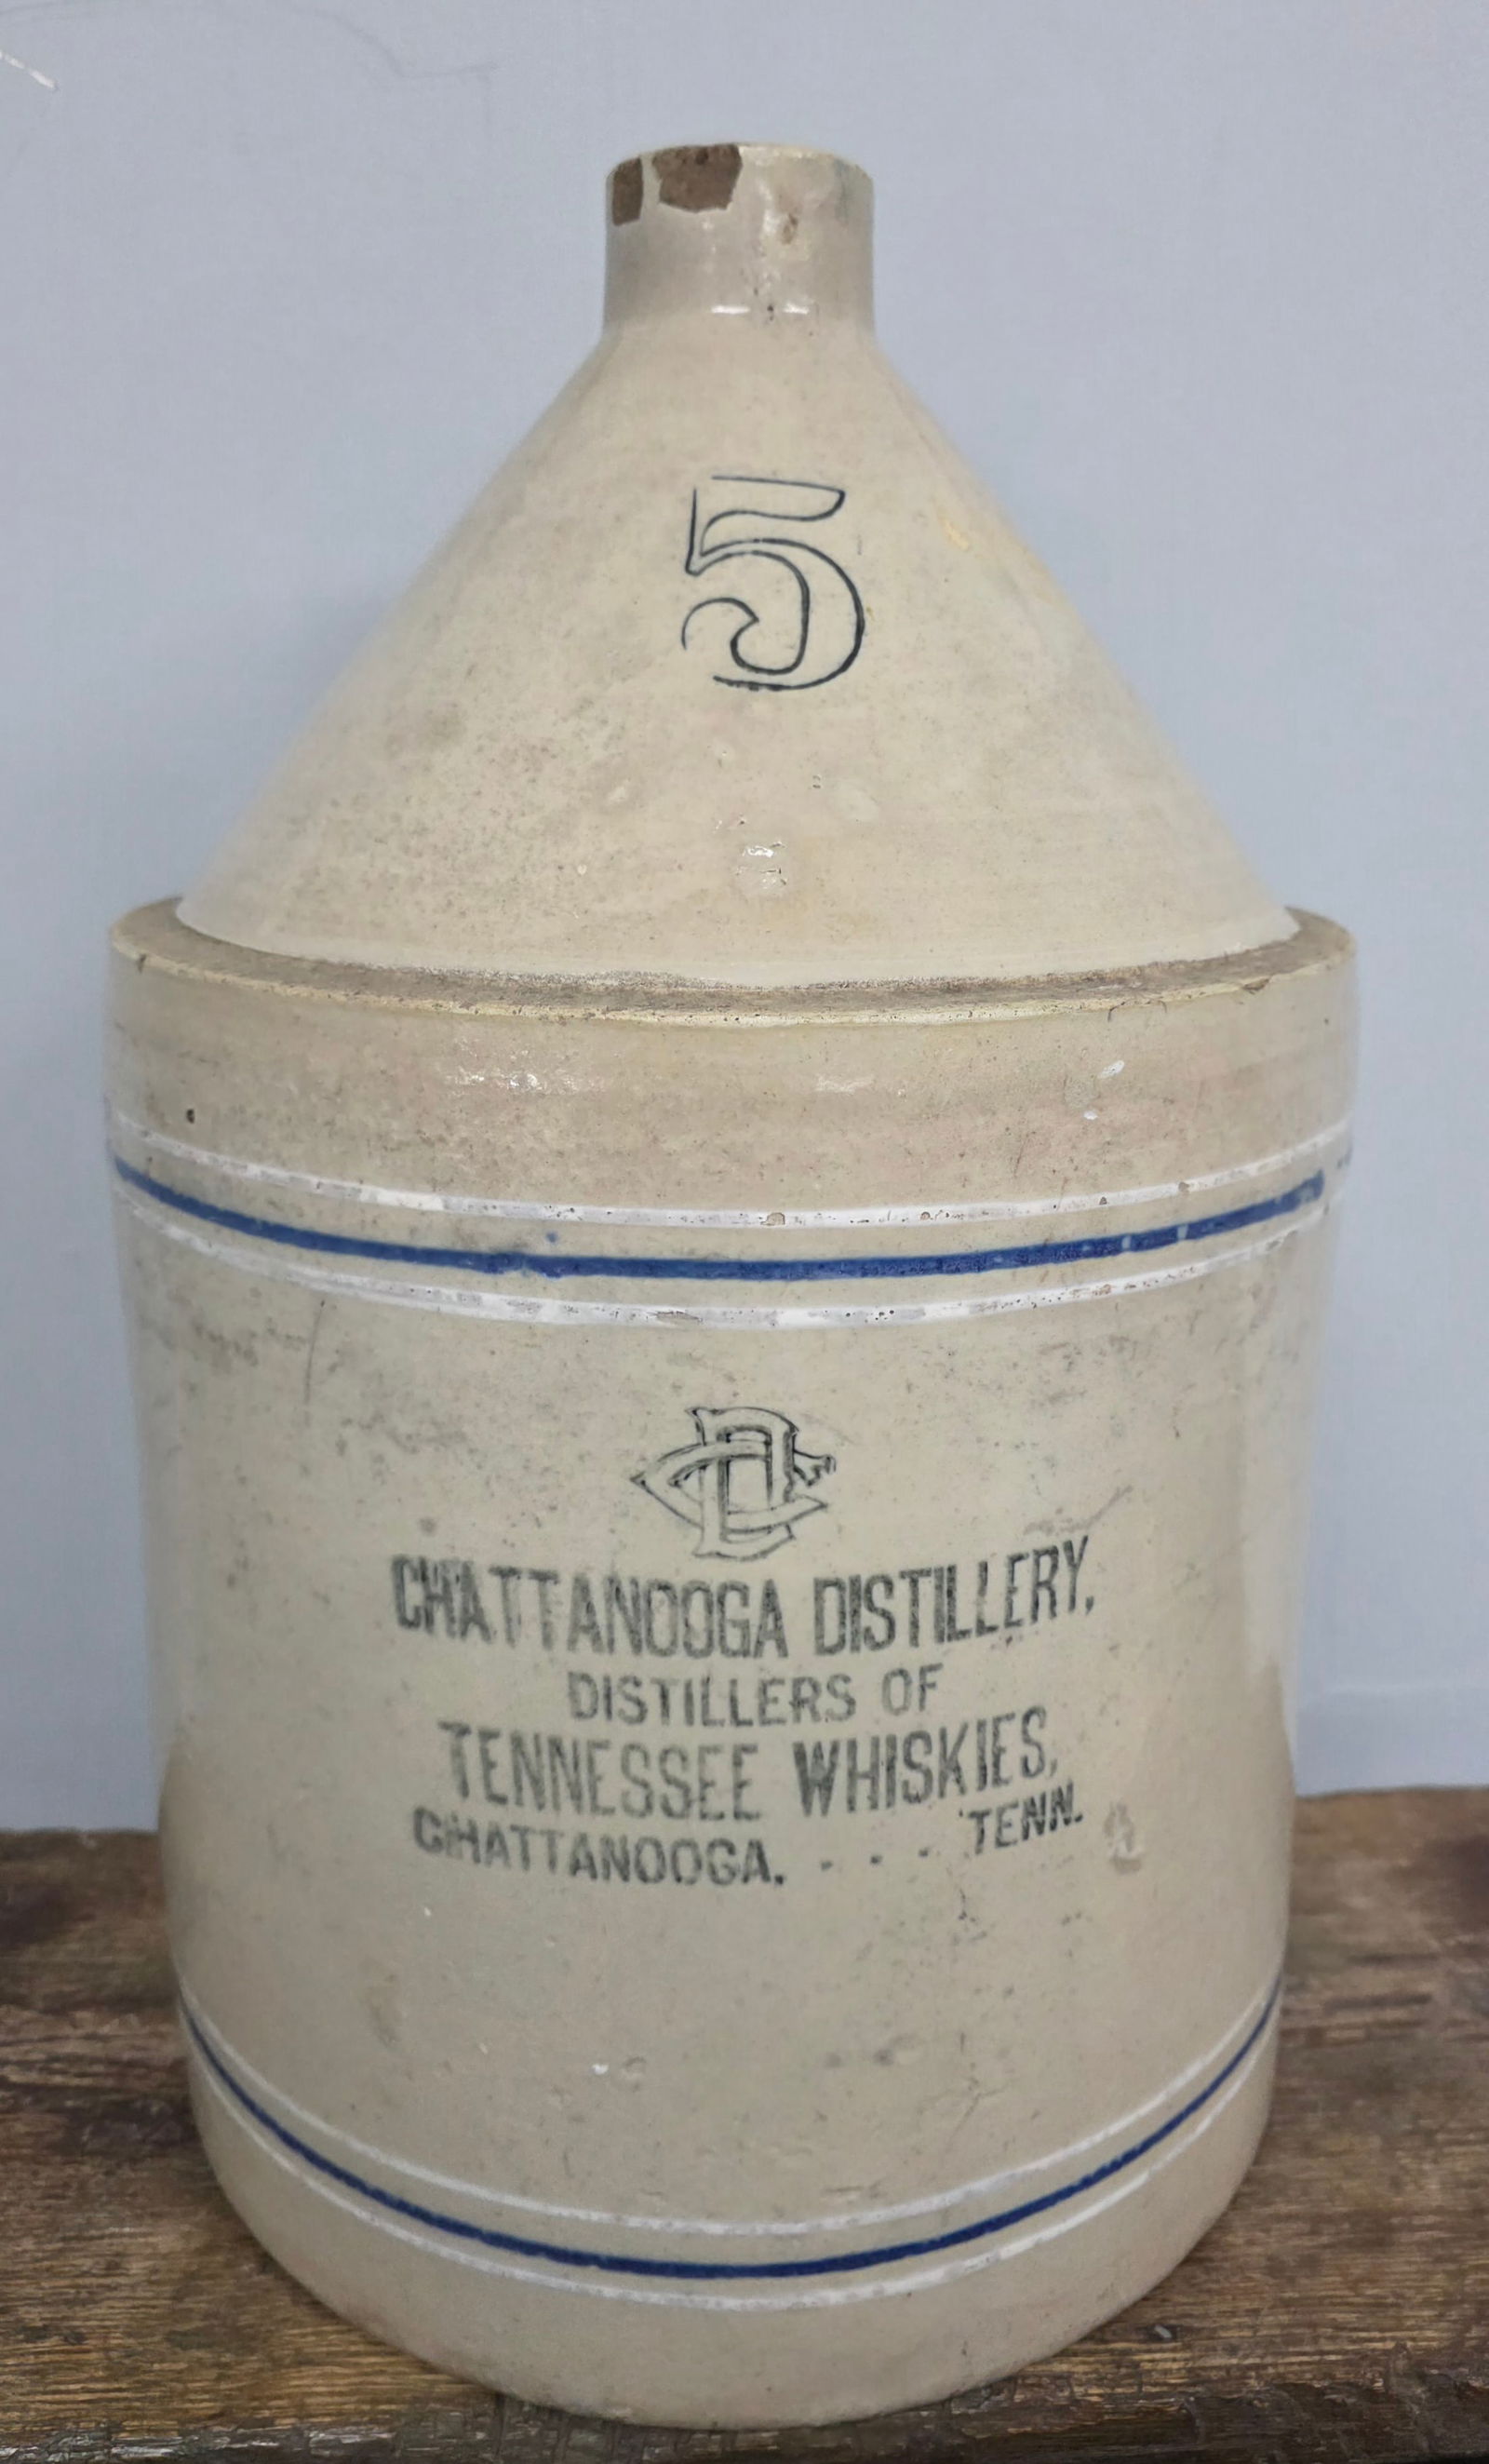 5
CD
CHATTANOOGA DISTILLERY,
DISTILLERS OF
TENNESSEE WHISKIES,
CHATTANOOGA, - - - TENN.